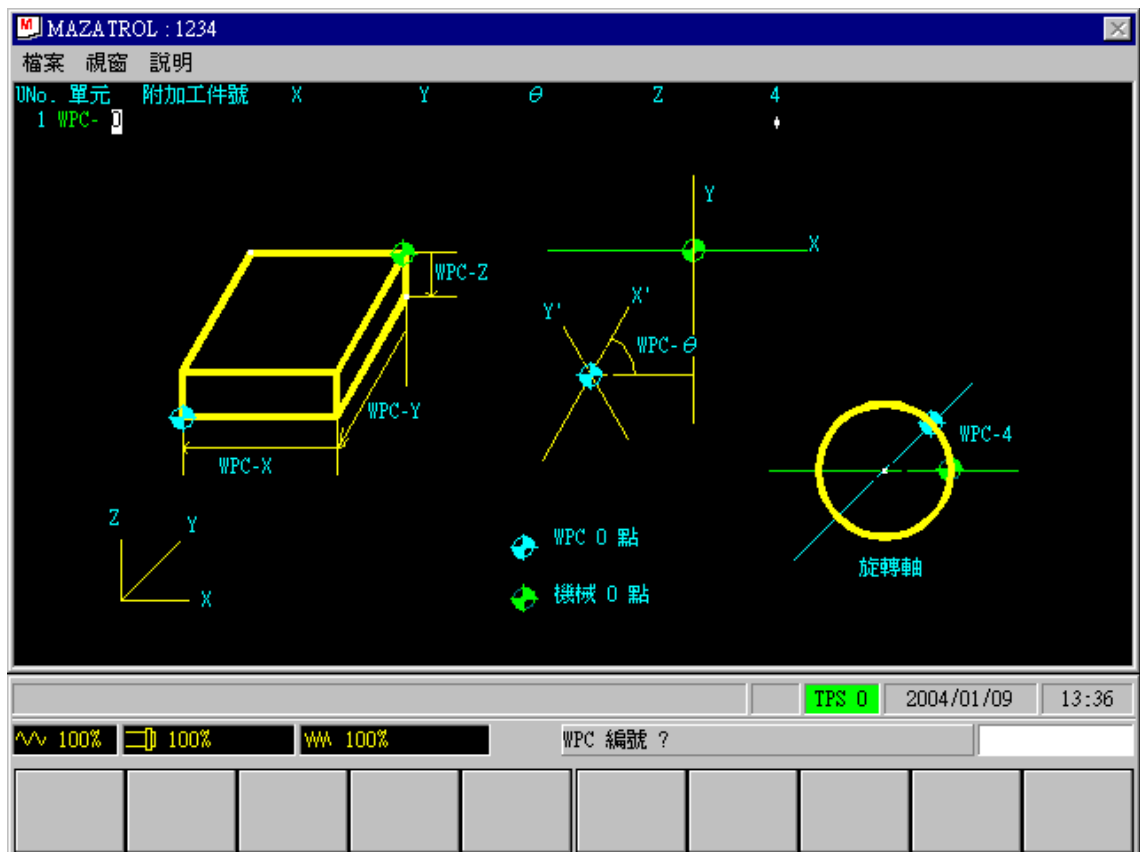 MAZATROL : 1234
檔案 視窗 說明
UNo. 單元 附加工件號 X Y θ Z 4
1 WPC- 0
Y
X
WPC-Z
X'
Y'
WPC-θ
WPC-Y
WPC-4
WPC-X
Z
Y
WPC 0 點
旋轉軸
X
機械 0 點
TPS 0 2004/01/09 13:36
100% 100% 100% WPC 編號 ?